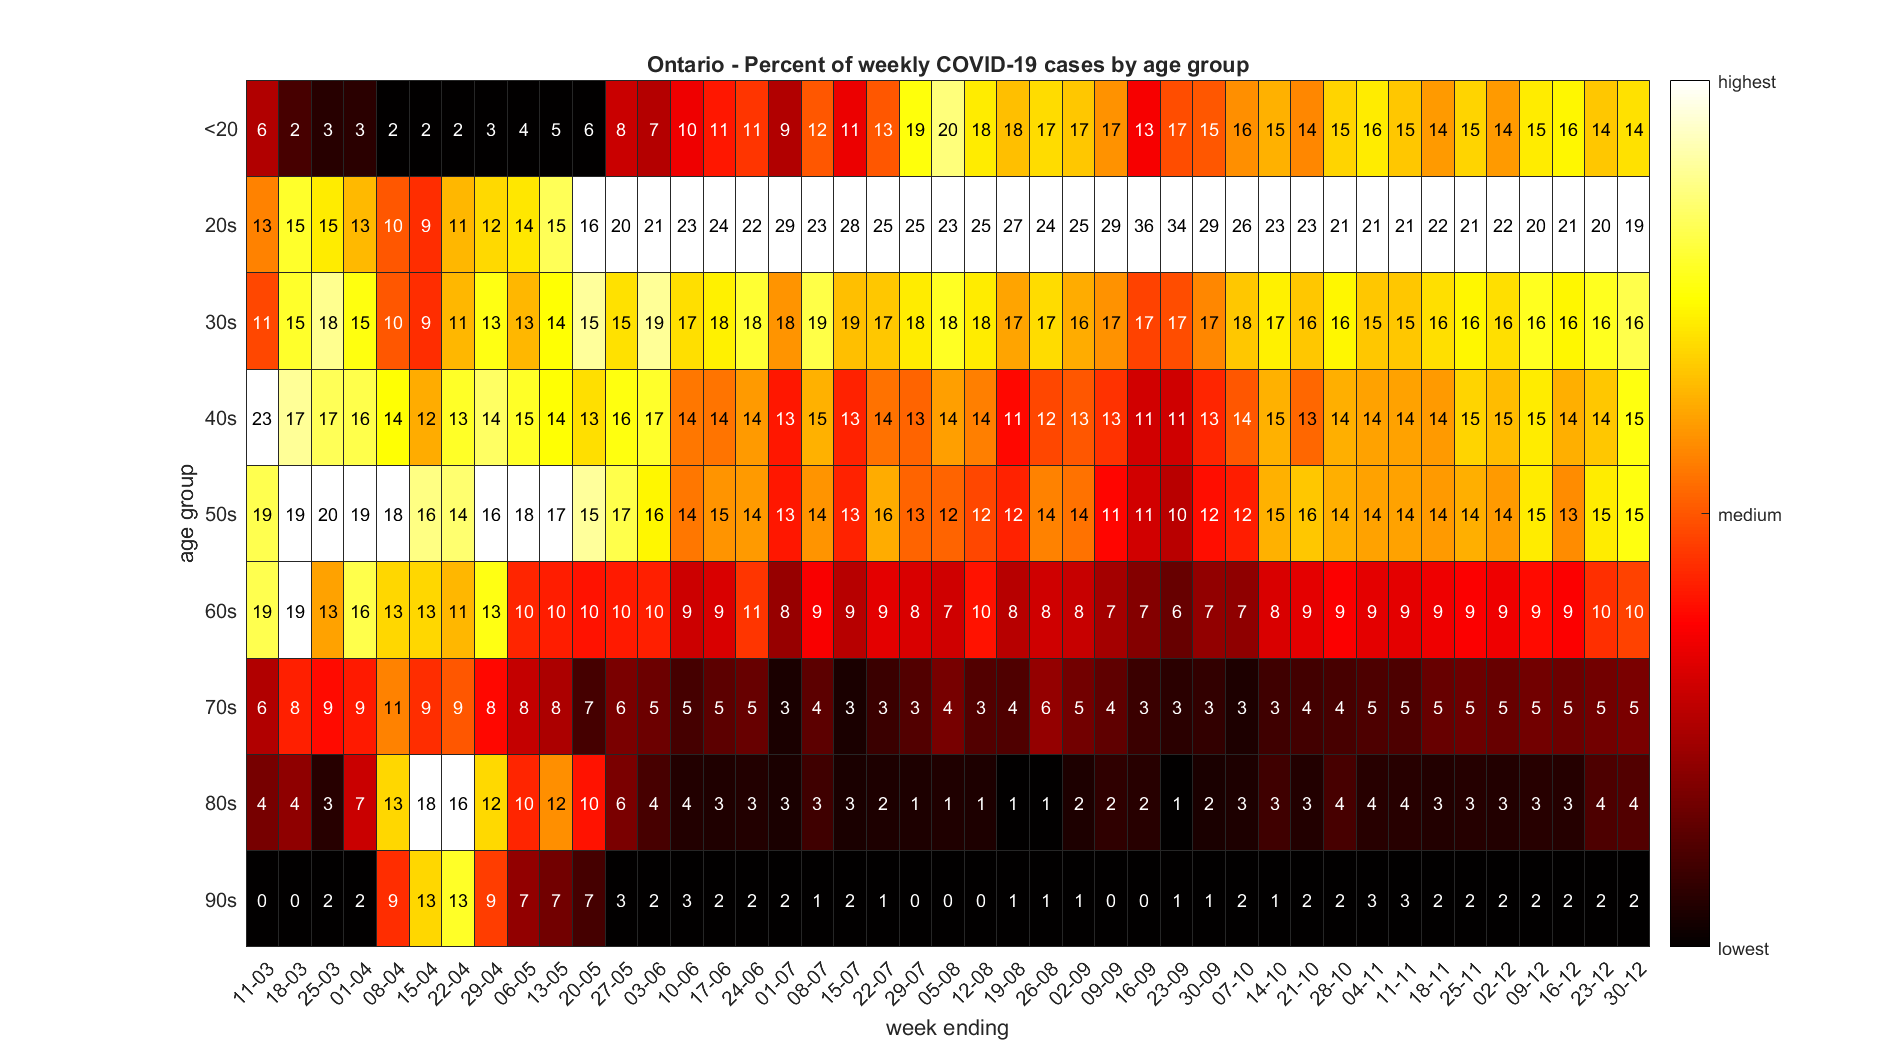 Ontario - Percent of weekly COVID-19 cases by age group
highest
<20 6 2 3 3 2 2 2 3 4 5 6 8 7 10 11 11 9 12 11 13 19 20 18 18 17 17 17 13 17 15 16 15 14 15 16 15 14 15 14 15 16 14 14
20s 13 15 15 13 10 9 11 12 14 15 16 20 21 23 24 22 29 23 28 25 25 23 25 27 24 25 29 36 34 29 26 23 23 21 21 21 22 21 22 20 21 20 19
30s 11 15 18 15 10 9 11 13 13 14 15 15 19 17 18 18 18 19 19 17 18 18 18 17 17 16 17 17 17 17 18 17 16 16 15 15 16 16 16 16 16 16 16
40s 23 17 17 16 14 12 13 14 15 14 13 16 17 14 14 14 13 15 13 14 13 14 14 11 12 13 13 11 11 13 14 15 13 14 14 14 14 15 15 15 14 14 15
age group
50s 19 19 20 19 18 16 14 16 18 17 15 17 16 14 15 14 13 14 13 16 13 12 12 12 14 14 11 11 10 12 12 15 16 14 14 14 14 14 14 15 13 15 15
medium
60s 19 19 13 16 13 13 11 13 10 10 10 10 10 9 9 11 8 9 9 9 8 7 10 8 8 8 7 7 6 7 7 8 9 9 9 9 9 9 9 9 9 10 10
70s 6 8 9 9 11 9 9 8 8 8 7 6 5 5 5 5 3 4 3 3 3 4 3 4 6 5 4 3 3 3 3 3 4 4 5 5 5 5 5 5 5 5 5
80s 4 4 3 7 13 18 16 12 10 12 10 6 4 4 3 3 3 3 3 2 1 1 1 1 1 2 2 2 1 2 3 3 3 4 4 4 3 3 3 3 3 4 4
90s 0 0 2 2 9 13 13 9 7 7 7 3 2 3 2 2 2 1 2 1 0 0 0 1 1 1 0 0 1 1 2 1 2 2 3 3 2 2 2 2 2 2 2
lowest
11-03 18-03 25-03 01-04 08-04 15-04 22-04 29-04 06-05 13-05 20-05 27-05 03-06 10-06 17-06 24-06 01-07 08-07 15-07 22-07 29-07 05-08 12-08 19-08 26-08 02-09 09-09 16-09 23-09 30-09 07-10 14-10 21-10 28-10 04-11 11-11 18-11 25-11 02-12 09-12 16-12 23-12 30-12
week ending